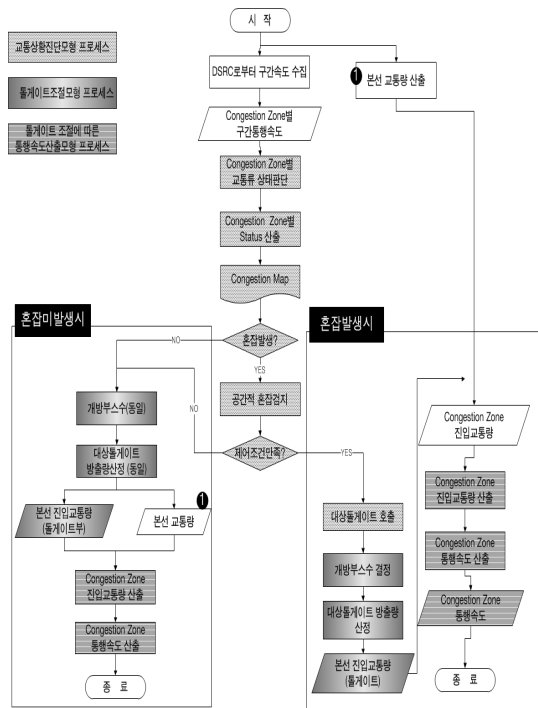 시 작
교통상황진단모형 프로세스
톨게이트조절모형 프로세스
톨게이트 조절에 따른
통행속도산출모형 프로세스
DSRC로부터 구간속도 수집
1
본선 교통량 산출
Congestion Zone별
구간통행속도
Congestion Zone별
교통류 상태판단
Congestion Zone별
Status 산출
Congestion Map
혼잡미발생시
혼잡발생시
혼잡발생?
NO
YES
공간적 혼잡검지
NO
제어조건만족?
YES
개방부스수(동일)
대상톨게이트
방출량산정 (동일)
본선 진입교통량
(톨게이트부)
1
본선 교통량
Congestion Zone
진입교통량 산출
Congestion Zone
통행속도 산출
종 료
대상톨게이트 호출
개방부스수 결정
대상톨게이트 방출량
산정
본선 진입교통량
(톨게이트)
Congestion Zone
진입교통량
Congestion Zone
진입교통량 산출
Congestion Zone
통행속도 산출
Congestion Zone
통행속도
종 료